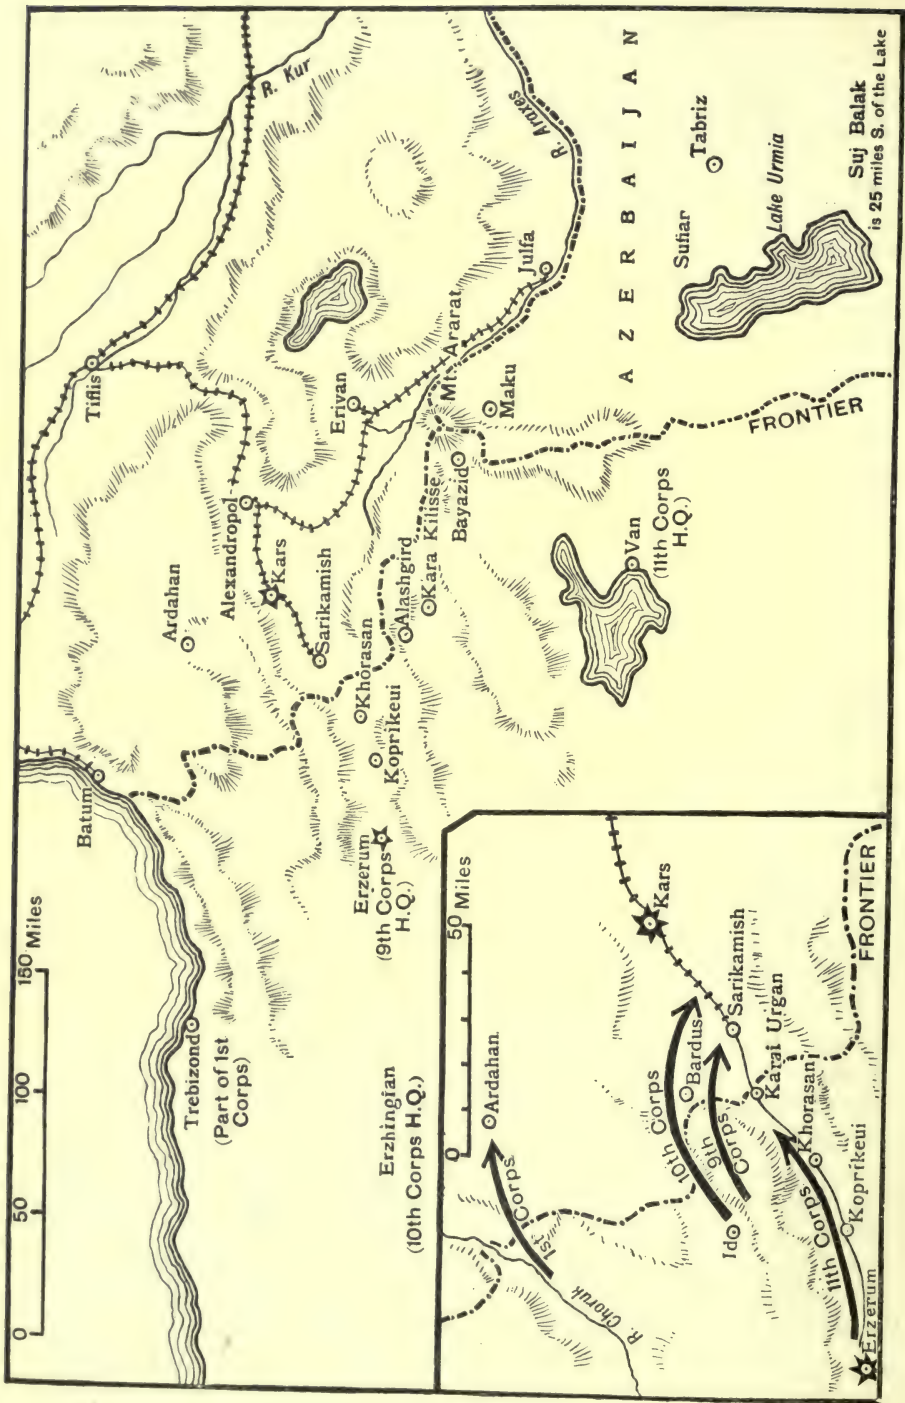 0 50 100 150 Miles
Batum
Trebizond
(Part of 1st
Corps)
Tiflis
R. Kur
Ardahan
Alexandropol
Kars
Sarikamish
Erivan
Khorasan
Koprikeui
Erzerum
(9th Corps
H.Q.)
Erzhingian
(10th Corps H.Q.)
Alashgird
Kara Kilisse
Bayazid
Mt. Ararat
Maku
Julfa
R. Araxes
AZERBAIJAN
Sufiar
Tabriz
Lake Urmia
Suj Balak
is 25 miles S. of the Lake
FRONTIER
Van
(11th Corps
H.Q.)
0 50 Miles
Ardahan
1st Corps
R. Choruk
10th Corps
9th Corps
Bardus
Kars
Sarikamish
Karai Urgan
Id
11th Corps
Khorasan
Koprikeui
Erzerum
FRONTIER